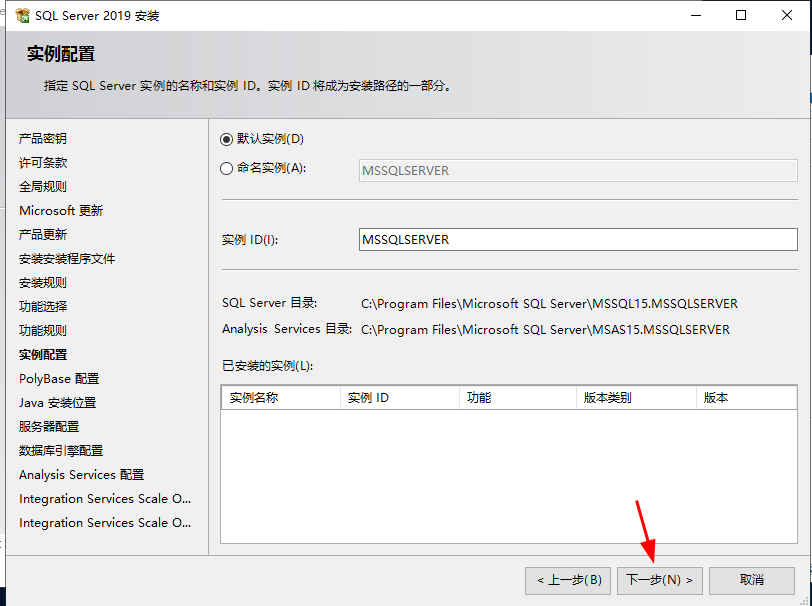 SQL Server 2019 安装
实例配置
指定 SQL Server 实例的名称和实例 ID。实例 ID 将成为安装路径的一部分。
产品密钥
许可条款
全局规则
Microsoft 更新
产品更新
安装安装程序文件
安装规则
功能选择
功能规则
实例配置
PolyBase 配置
Java 安装位置
服务器配置
数据库引擎配置
Analysis Services 配置
Integration Services Scale O...
Integration Services Scale O...
默认实例(D)
命名实例(A):
MSSQLSERVER
实例 ID(I):
MSSQLSERVER
SQL Server 目录:
C:\Program Files\Microsoft SQL Server\MSSQL15.MSSQLSERVER
Analysis Services 目录:
C:\Program Files\Microsoft SQL Server\MSAS15.MSSQLSERVER
已安装的实例(L):
实例名称 实例 ID 功能 版本类别 版本
< 上一步(B) 下一步(N) > 取消